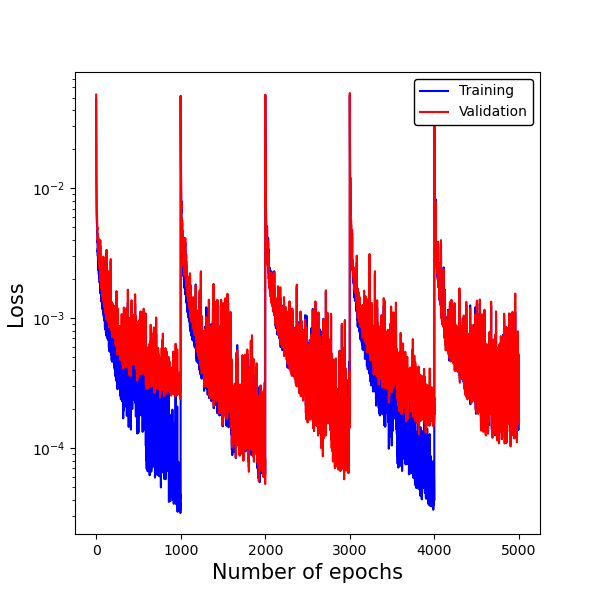 Training
Validation
Loss
10⁻²
10⁻³
10⁻⁴
0 1000 2000 3000 4000 5000
Number of epochs